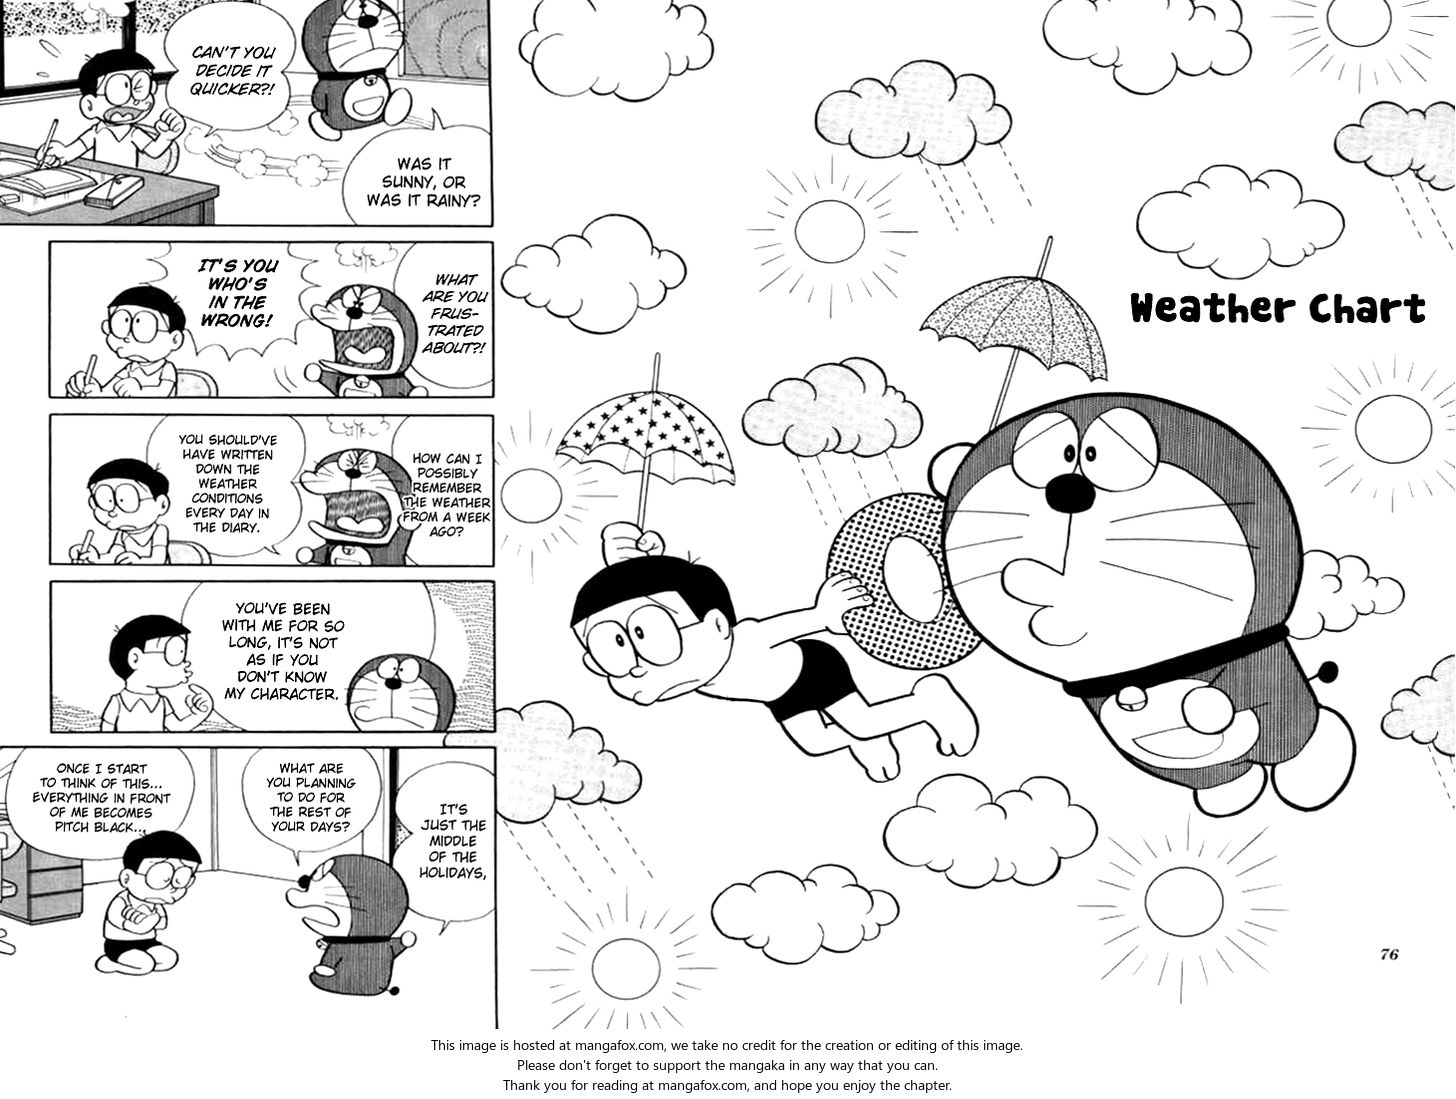 Weather Chart
76
WAS IT
SUNNY, OR
WAS IT RAINY?
CAN'T YOU
DECIDE IT
QUICKER?!
WHAT
ARE YOU
FRUS-
TRATED
ABOUT?!
IT'S YOU
WHO'S
IN THE
WRONG!
HOW CAN I
POSSIBLY
REMEMBER
THE WEATHER
FROM A WEEK
AGO?
YOU SHOULD'VE
HAVE WRITTEN
DOWN THE
WEATHER
CONDITIONS
EVERY DAY IN
THE DIARY.
YOU'VE BEEN
WITH ME FOR SO
LONG, IT'S NOT
AS IF YOU
DON'T KNOW
MY CHARACTER.
IT'S
JUST THE
MIDDLE
OF THE
HOLIDAYS,
WHAT ARE
YOU PLANNING
TO DO FOR
THE REST OF
YOUR DAYS?
ONCE I START
TO THINK OF THIS...
EVERYTHING IN FRONT
OF ME BECOMES
PITCH BLACK...
This image is hosted at mangafox.com, we take no credit for the creation or editing of this image.
Please don't forget to support the mangaka in any way that you can.
Thank you for reading at mangafox.com, and hope you enjoy the chapter.